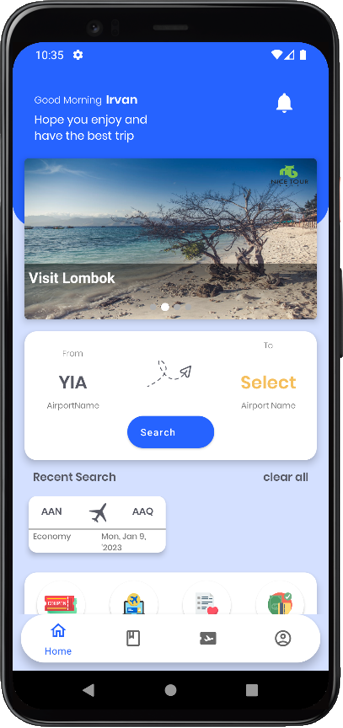 10:35
Good Morning Irvan
Hope you enjoy and
have the best trip
NICE TOUR
Visit Lombok
From
To
YIA
Select
AirportName
Airport Name
Search
Recent Search
clear all
AAN
AAQ
Economy
Mon, Jan 9,
'2023
Home